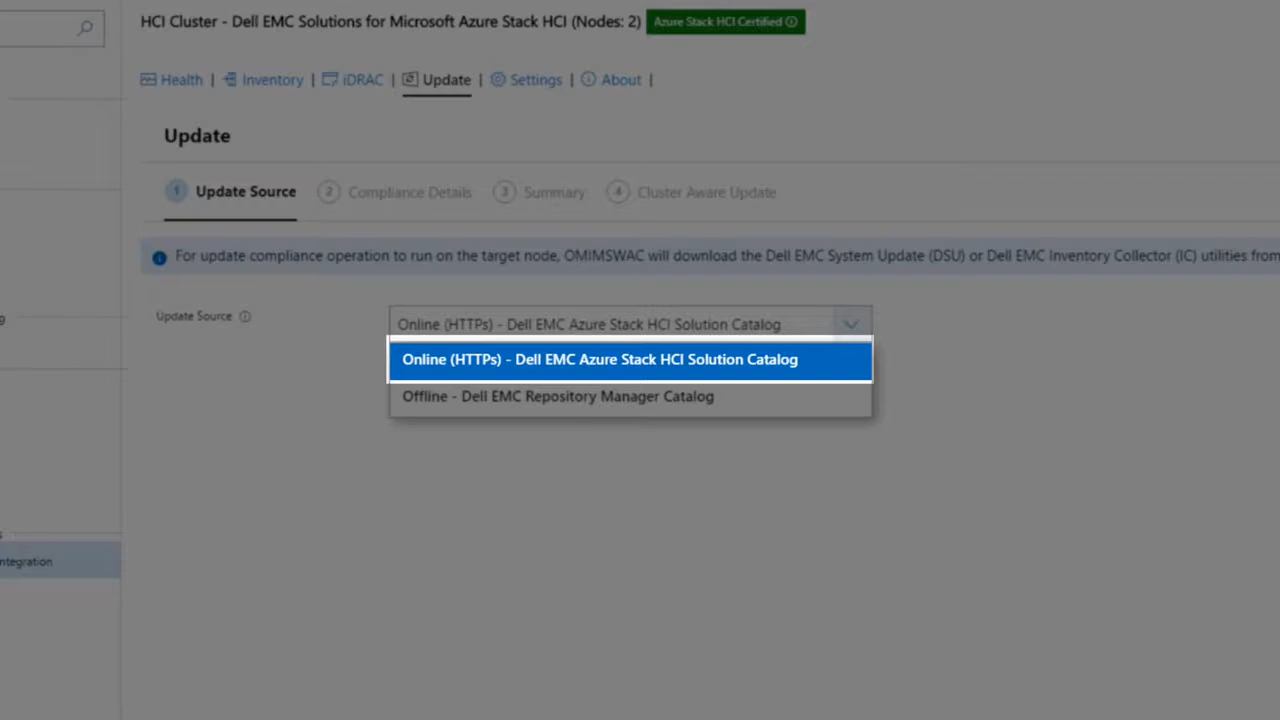 HCI Cluster - Dell EMC Solutions for Microsoft Azure Stack HCI (Nodes: 2) Azure Stack HCI Certified
Health | Inventory | iDRAC | Update | Settings | About |
Update
1 Update Source 2 Compliance Details 3 Summary 4 Cluster Aware Update
For update compliance operation to run on the target node, OMIMSWAC will download the Dell EMC System Update (DSU) or Dell EMC Inventory Collector (IC) utilities from
Update Source
Online (HTTPs) - Dell EMC Azure Stack HCI Solution Catalog
Online (HTTPs) - Dell EMC Azure Stack HCI Solution Catalog
Offline - Dell EMC Repository Manager Catalog
ntegration